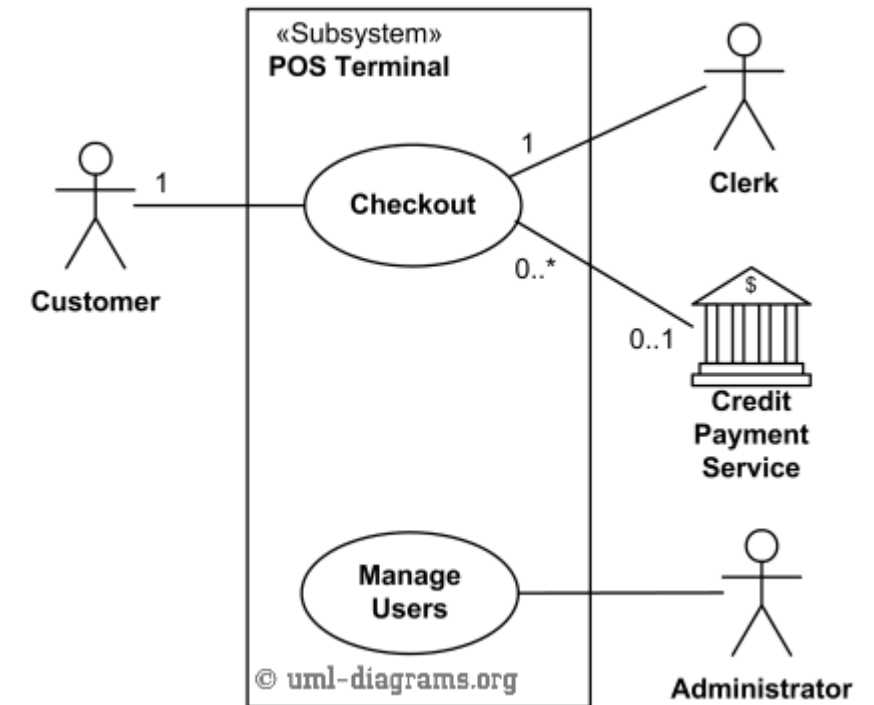 «Subsystem»
POS Terminal
Customer
1
Checkout
1
Clerk
0..*
0..1
$
Credit
Payment
Service
Manage
Users
Administrator
© uml-diagrams.org